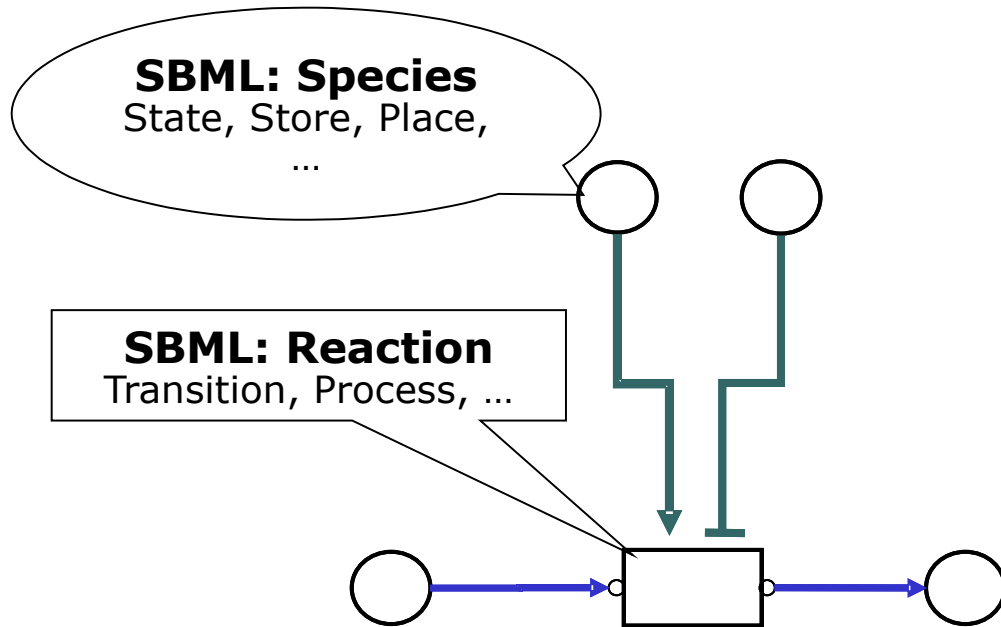 SBML: Species
State, Store, Place,
…
SBML: Reaction
Transition, Process, …